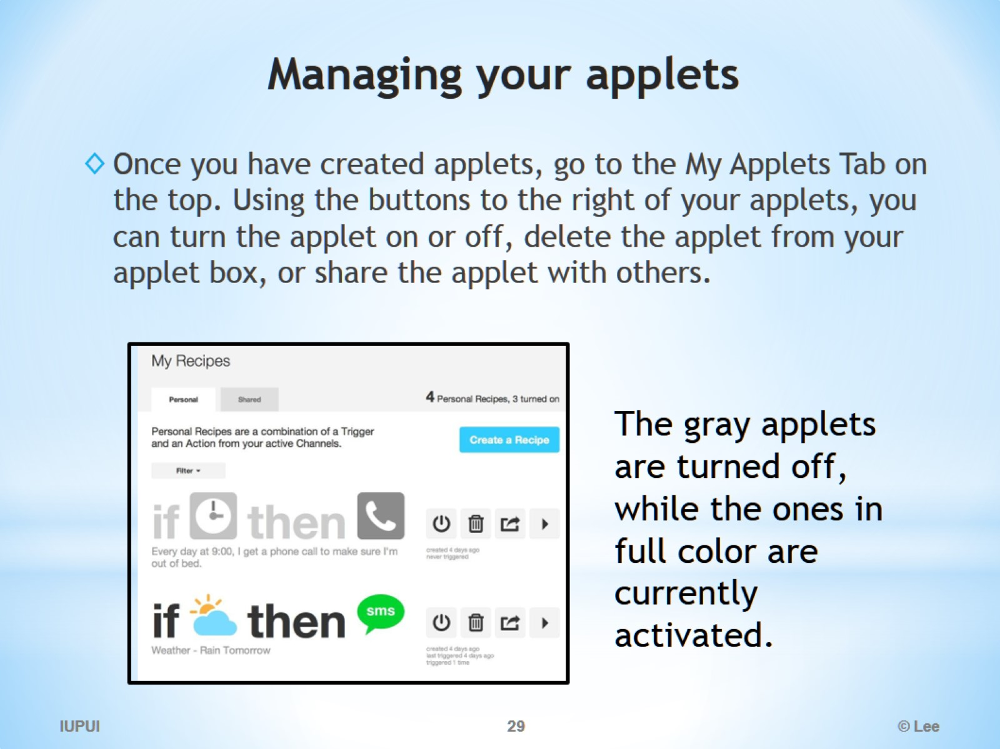 Managing your applets
Once you have created applets, go to the My Applets Tab on
the top. Using the buttons to the right of your applets, you
can turn the applet on or off, delete the applet from your
applet box, or share the applet with others.
My Recipes
Personal
Shared
4 Personal Recipes, 3 turned on
Personal Recipes are a combination of a Trigger
and an Action from your active Channels.
Create a Recipe
Filter
if then
Every day at 9:00, I get a phone call to make sure I'm
out of bed.
created 4 days ago
never triggered
if then sms
Weather - Rain Tomorrow
created 4 days ago
last triggered 4 days ago
triggered 1 time
The gray applets
are turned off,
while the ones in
full color are
currently
activated.
IUPUI
29
© Lee